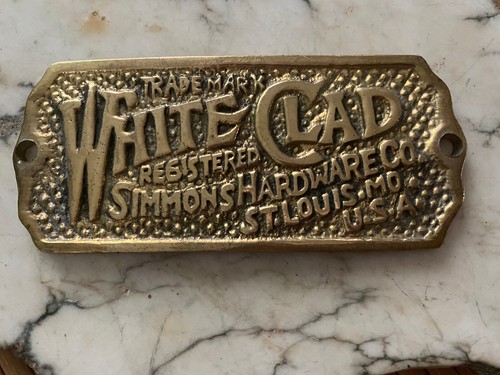 TRADE MARK
WHITE CLAD
REGISTERED
SIMMONS HARDWARE CO
ST LOUIS. MO.
U.S.A.